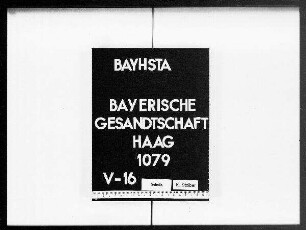 BAYHSTA
BAYERISCHE
GESANDTSCHAFT
HAAG
1079
V-16